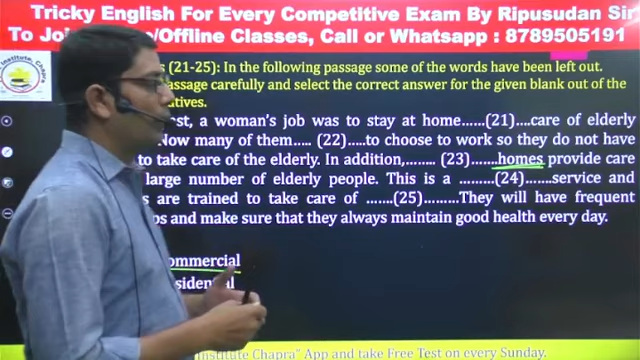 Tricky English For Every Competitive Exam By Ripusudan Sir
To Joi /Offline Classes, Call or Whatsapp : 8789505191
Institute, Chapra
s (21-25): In the following passage some of the words have been left out.
assage carefully and select the correct answer for the given blank out of the
atives.
st, a woman's job was to stay at home......(21)....care of elderly
Now many of them..... (22).....to choose to work so they do not have
to take care of the elderly. In addition,........ (23).......homes provide care
large number of elderly people. This is a .........(24).......service and
s are trained to take care of .......(25).........They will have frequent
ps and make sure that they always maintain good health every day.
ommercial
sidential
nstitute Chapra" App and take Free Test on every Sunday.